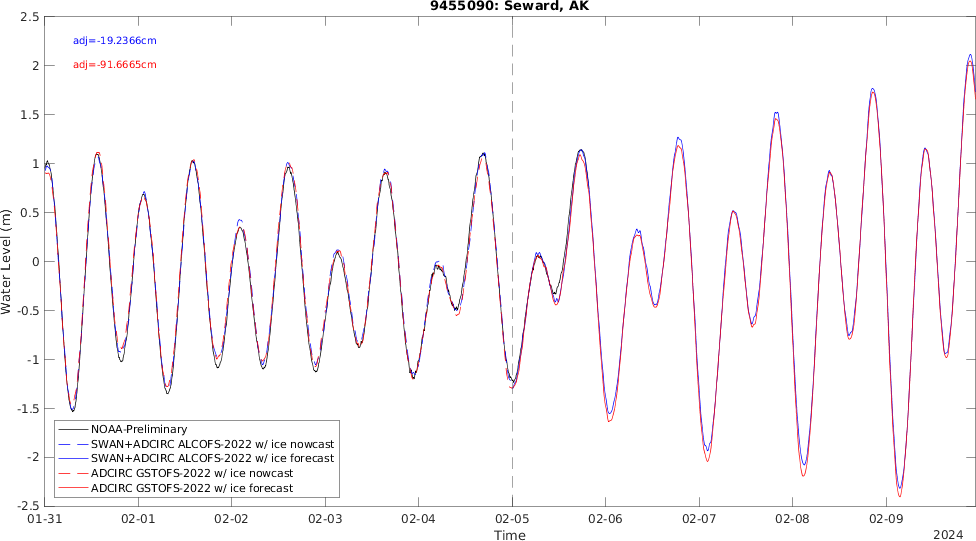 9455090: Seward, AK
adj=-19.2366cm
adj=-91.6665cm
Water Level (m)
2.5
2
1.5
1
0.5
0
-0.5
-1
-1.5
-2
-2.5
NOAA-Preliminary
SWAN+ADCIRC ALCOFS-2022 w/ ice nowcast
SWAN+ADCIRC ALCOFS-2022 w/ ice forecast
ADCIRC GSTOFS-2022 w/ ice nowcast
ADCIRC GSTOFS-2022 w/ ice forecast
01-31 02-01 02-02 02-03 02-04 02-05 02-06 02-07 02-08 02-09
Time
2024